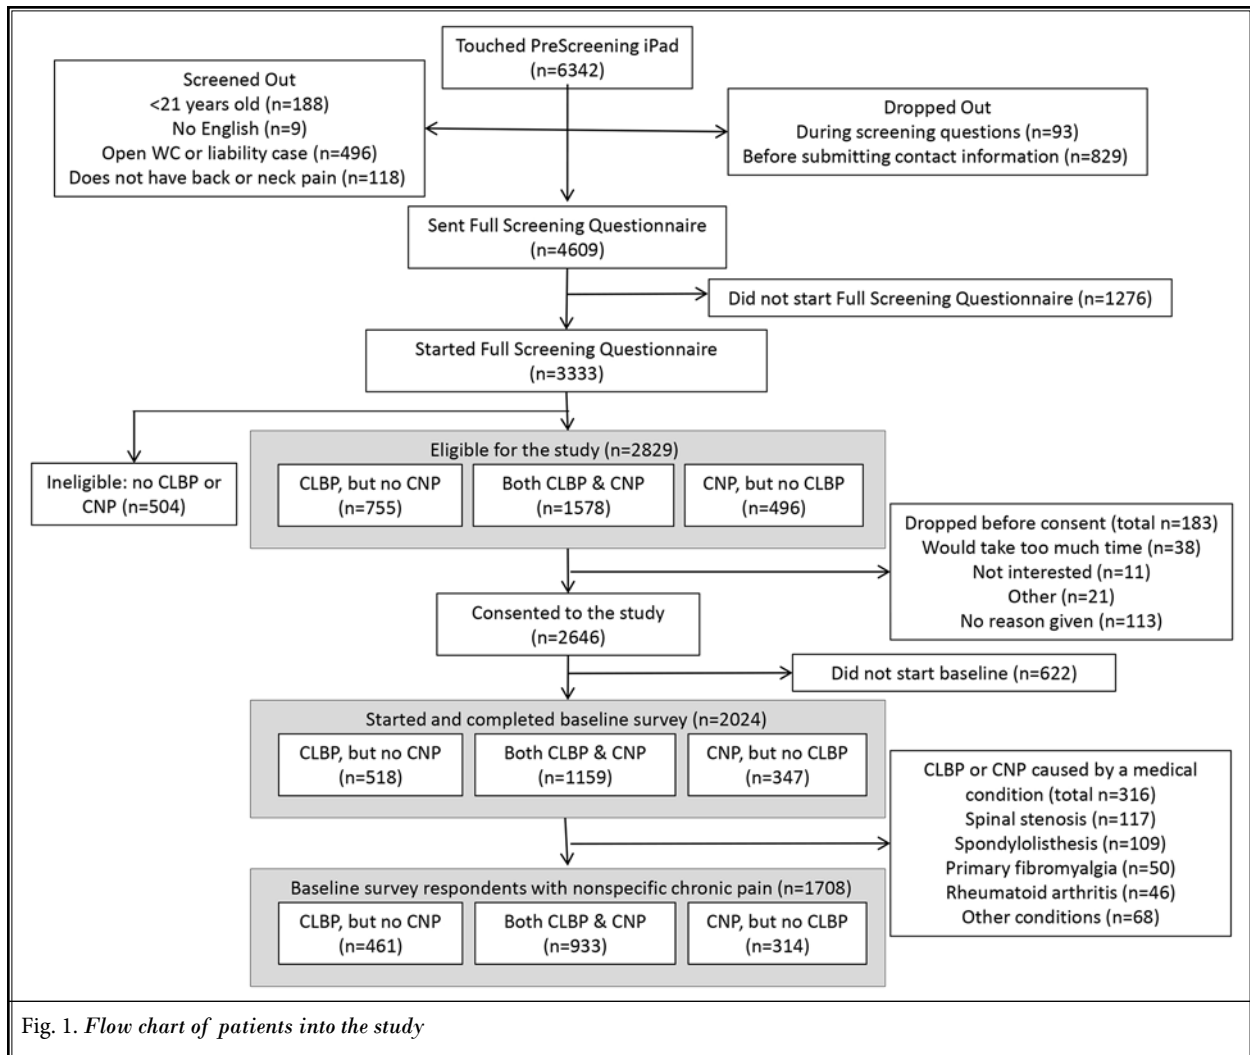 Touched PreScreening iPad
(n=6342)
Screened Out
<21 years old (n=188)
No English (n=9)
Open WC or liability case (n=496)
Does not have back or neck pain (n=118)
Dropped Out
During screening questions (n=93)
Before submitting contact information (n=829)
Sent Full Screening Questionnaire
(n=4609)
Did not start Full Screening Questionnaire (n=1276)
Started Full Screening Questionnaire
(n=3333)
Ineligible: no CLBP or
CNP (n=504)
Eligible for the study (n=2829)
CLBP, but no CNP
(n=755)
Both CLBP & CNP
(n=1578)
CNP, but no CLBP
(n=496)
Dropped before consent (total n=183)
Would take too much time (n=38)
Not interested (n=11)
Other (n=21)
No reason given (n=113)
Consented to the study
(n=2646)
Did not start baseline (n=622)
Started and completed baseline survey (n=2024)
CLBP, but no CNP
(n=518)
Both CLBP & CNP
(n=1159)
CNP, but no CLBP
(n=347)
CLBP or CNP caused by a medical
condition (total n=316)
Spinal stenosis (n=117)
Spondylolisthesis (n=109)
Primary fibromyalgia (n=50)
Rheumatoid arthritis (n=46)
Other conditions (n=68)
Baseline survey respondents with nonspecific chronic pain (n=1708)
CLBP, but no CNP
(n=461)
Both CLBP & CNP
(n=933)
CNP, but no CLBP
(n=314)
Fig. 1. Flow chart of patients into the study